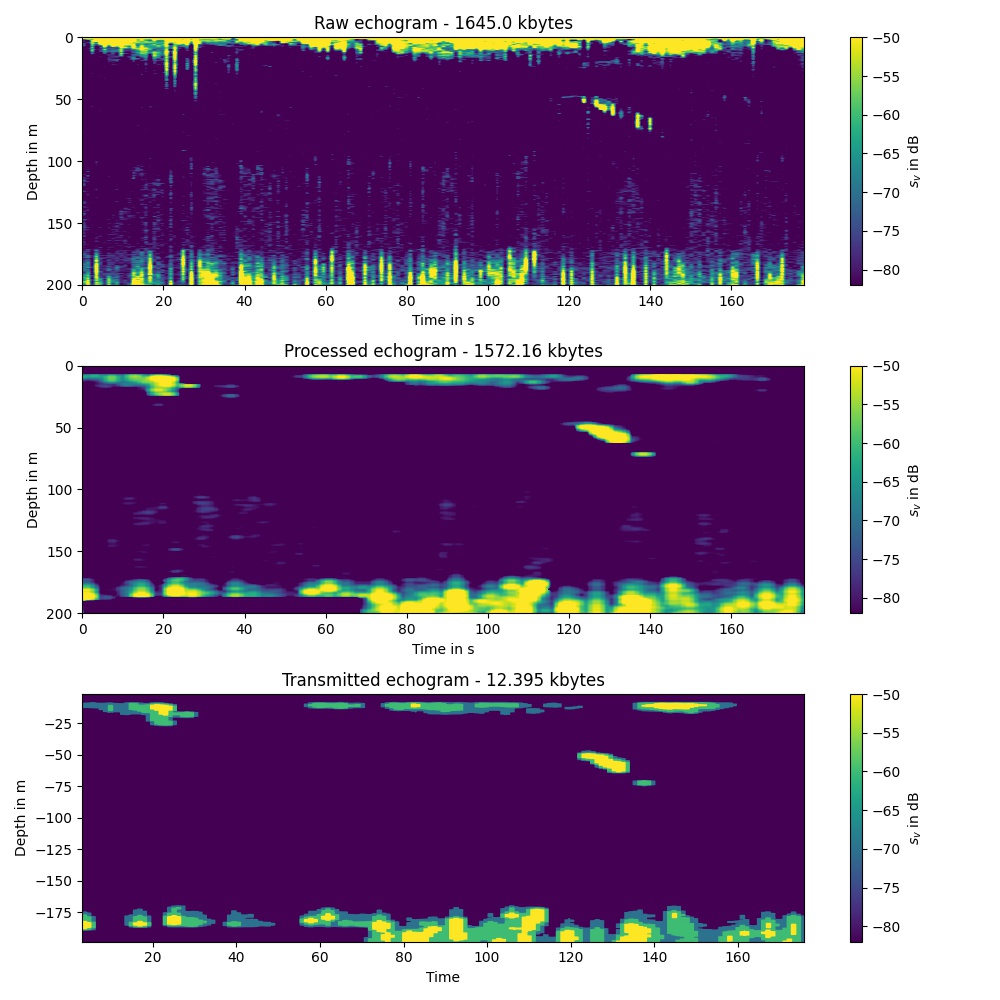 Raw echogram - 1645.0 kbytes
0
50
100
150
200
Depth in m
0 20 40 60 80 100 120 140 160
Time in s
−50
−55
−60
−65
−70
−75
−80
sv in dB
Processed echogram - 1572.16 kbytes
0
50
100
150
200
Depth in m
0 20 40 60 80 100 120 140 160
Time in s
−50
−55
−60
−65
−70
−75
−80
sv in dB
Transmitted echogram - 12.395 kbytes
−25
−50
−75
−100
−125
−150
−175
Depth in m
20 40 60 80 100 120 140 160
Time
−50
−55
−60
−65
−70
−75
−80
sv in dB